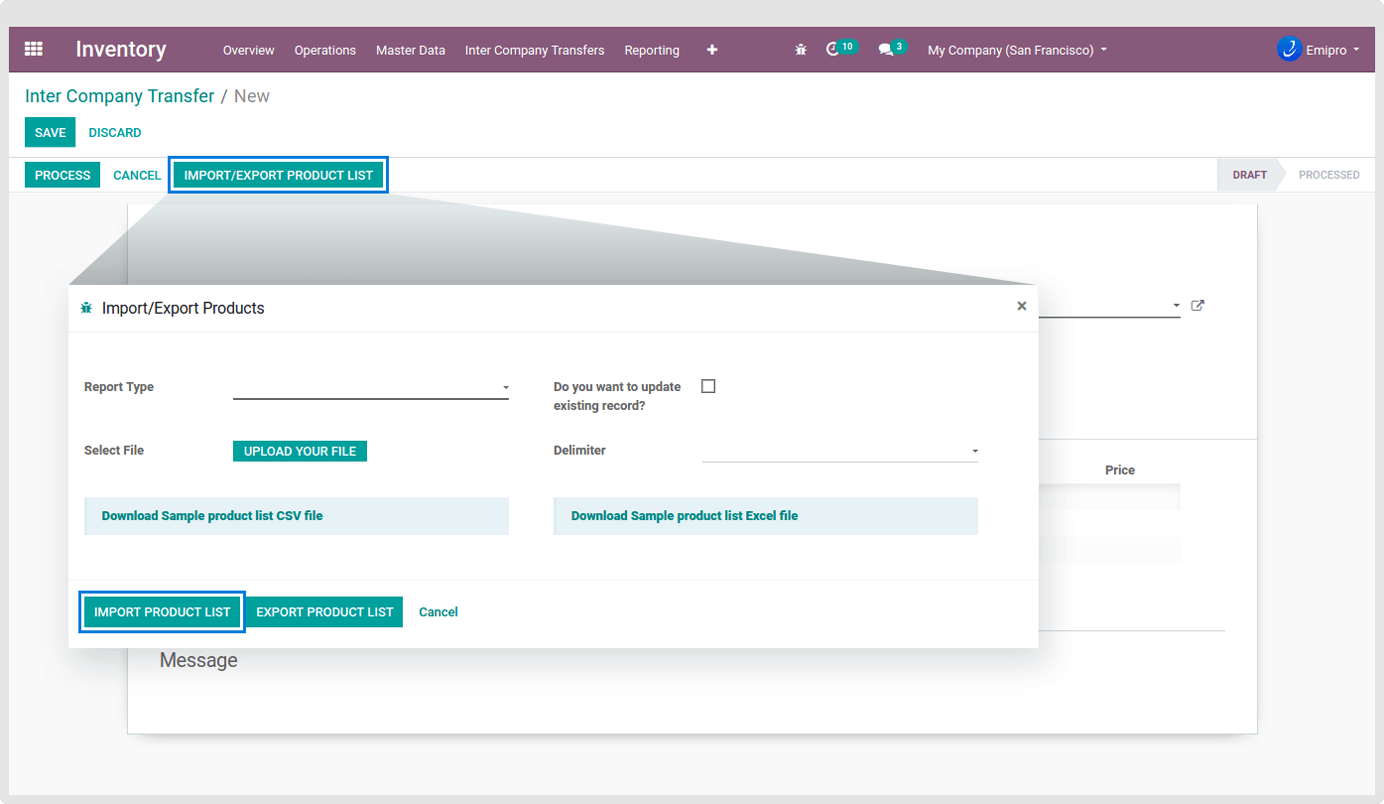 Inventory Overview Operations Master Data Inter Company Transfers Reporting 10 3 My Company (San Francisco) Emipro
Inter Company Transfer / New
SAVE DISCARD
PROCESS CANCEL IMPORT/EXPORT PRODUCT LIST DRAFT PROCESSED
Import/Export Products
Report Type
Do you want to update
existing record?
Select File UPLOAD YOUR FILE
Delimiter
Price
Download Sample product list CSV file
Download Sample product list Excel file
IMPORT PRODUCT LIST EXPORT PRODUCT LIST Cancel
Message